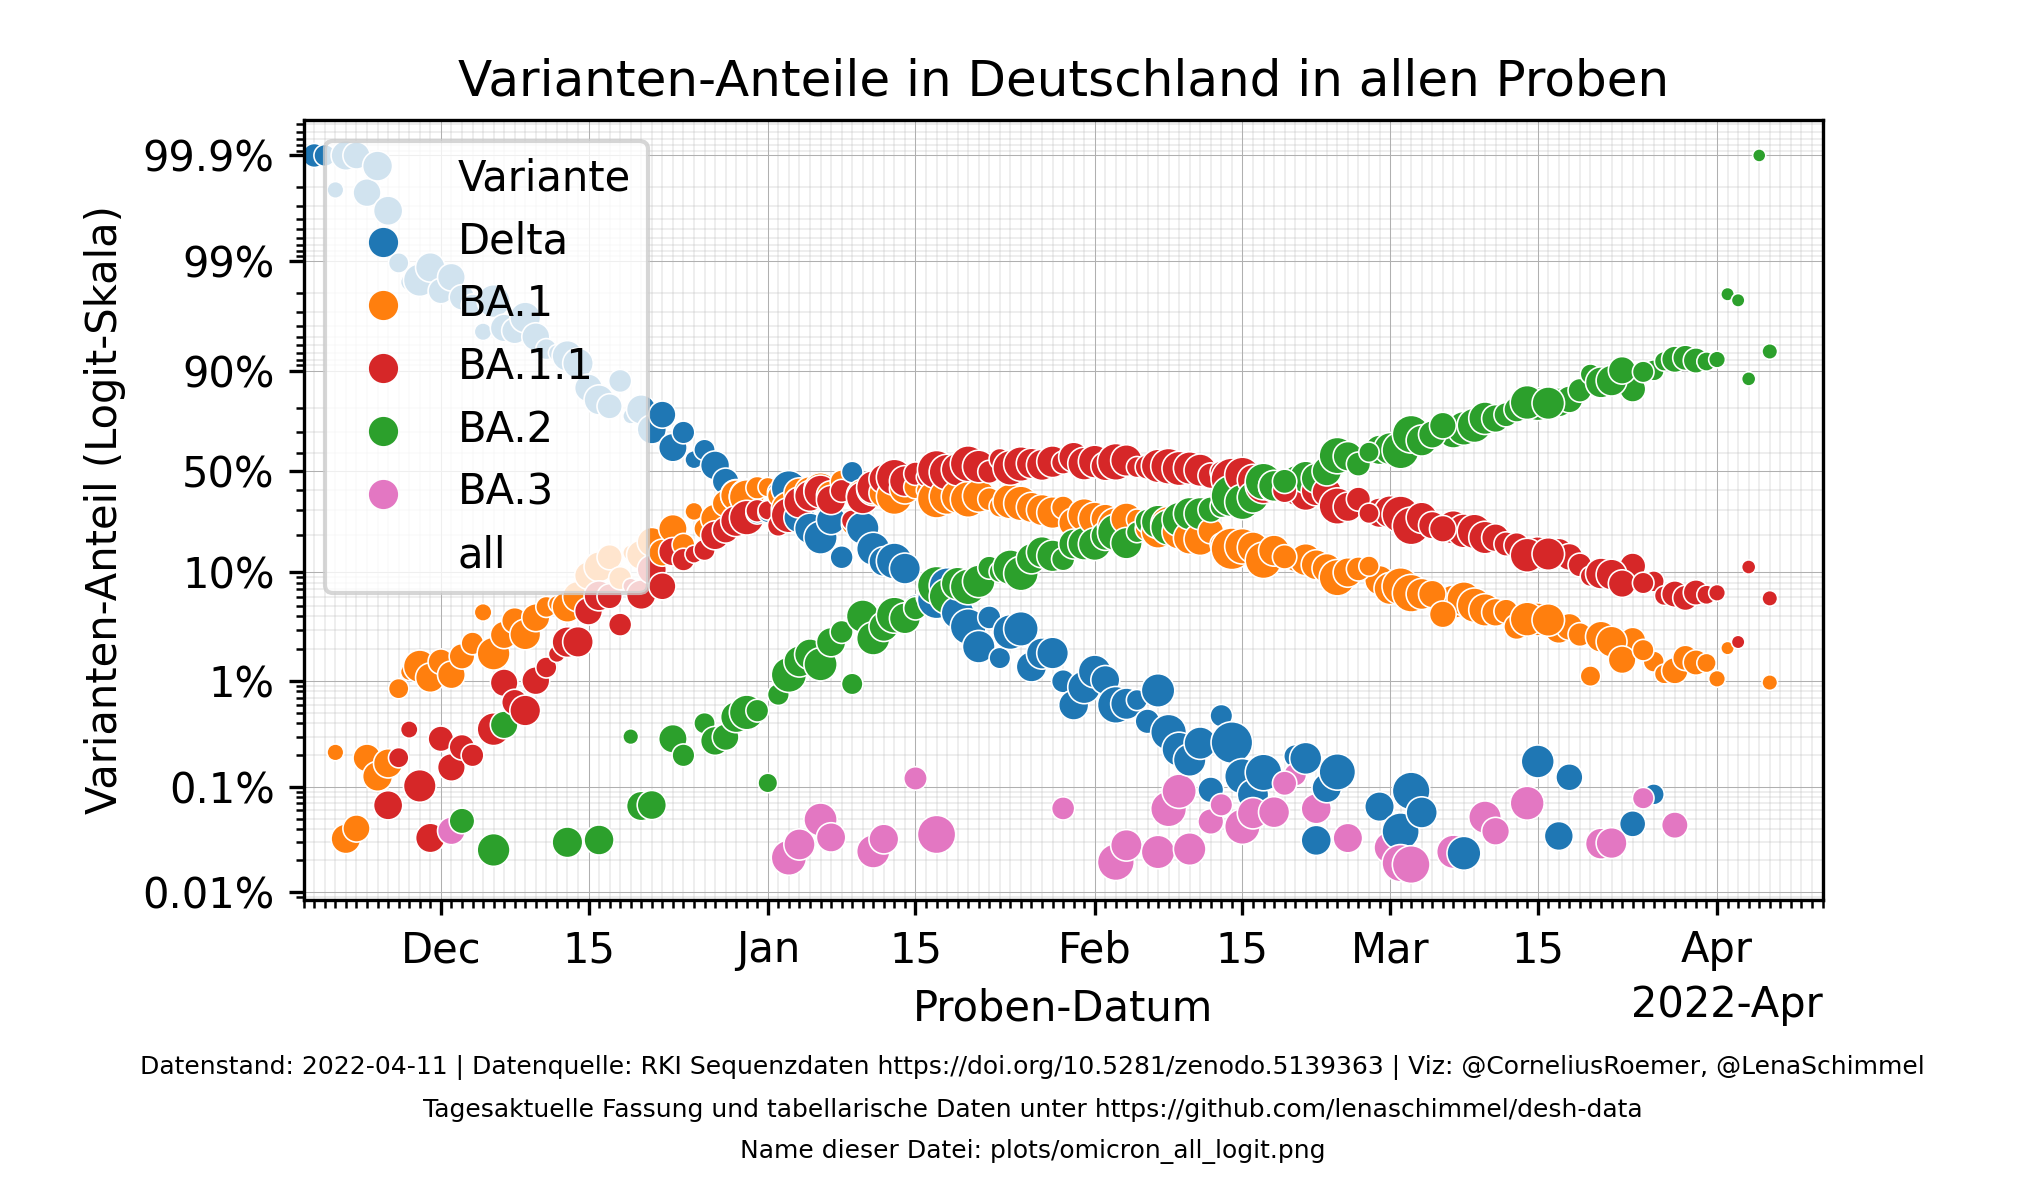 Varianten-Anteile in Deutschland in allen Proben
Varianten-Anteil (Logit-Skala)
99.9%
99%
90%
50%
10%
1%
0.1%
0.01%
Variante
Delta
BA.1
BA.1.1
BA.2
BA.3
all
Dec 15 Jan 15 Feb 15 Mar 15 Apr
Proben-Datum
2022-Apr
Datenstand: 2022-04-11 | Datenquelle: RKI Sequenzdaten https://doi.org/10.5281/zenodo.5139363 | Viz: @CorneliusRoemer, @LenaSchimmel
Tagesaktuelle Fassung und tabellarische Daten unter https://github.com/lenaschimmel/desh-data
Name dieser Datei: plots/omicron_all_logit.png